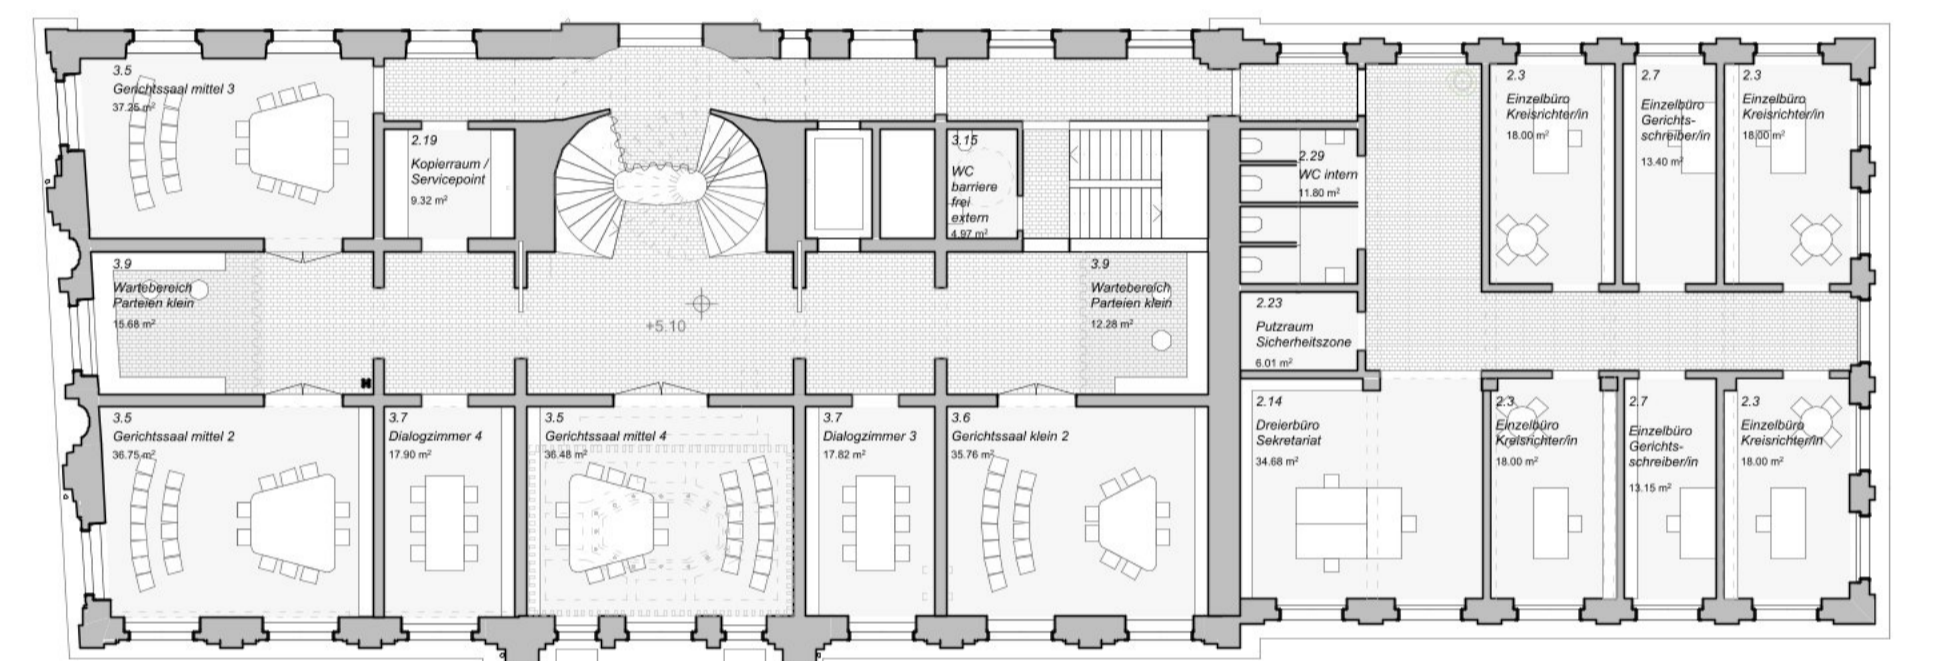 3.5
Gerichtssaal mittel 3
37.25 m²
2.19
Kopierraum /
Servicepoint
9.32 m²
3.15
WC
barriere
frei
extern
4.97 m²
2.29
WC intern
11.80 m²
2.3
Einzelbüro
Kreisrichter/in
18.00 m²
2.7
Einzelbüro
Gerichts-
schreiber/in
13.40 m²
2.3
Einzelbüro
Kreisrichter/in
18.00 m²
3.9
Wartebereich
Parteien klein
15.68 m²
+5.10
3.9
Wartebereich
Parteien klein
12.28 m²
2.23
Putzraum
Sicherheitszone
6.01 m²
3.5
Gerichtssaal mittel 2
36.75 m²
3.7
Dialogzimmer 4
17.90 m²
3.5
Gerichtssaal mittel 4
36.48 m²
3.7
Dialogzimmer 3
17.82 m²
3.6
Gerichtssaal klein 2
35.76 m²
2.14
Dreierbüro
Sekretariat
34.68 m²
2.3
Einzelbüro
Kreisrichter/in
18.00 m²
2.7
Einzelbüro
Gerichts-
schreiber/in
13.15 m²
2.3
Einzelbüro
Kreisrichter/in
18.00 m²